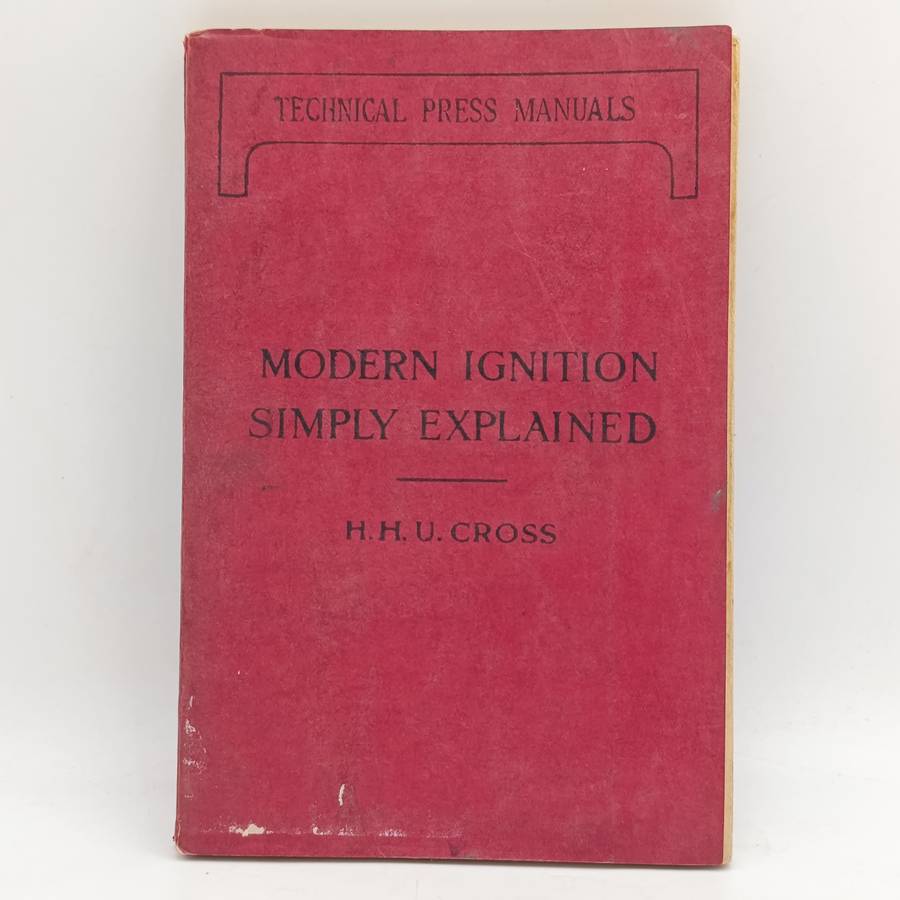 TECHNICAL PRESS MANUALS
MODERN IGNITION
SIMPLY EXPLAINED
H. H. U. CROSS